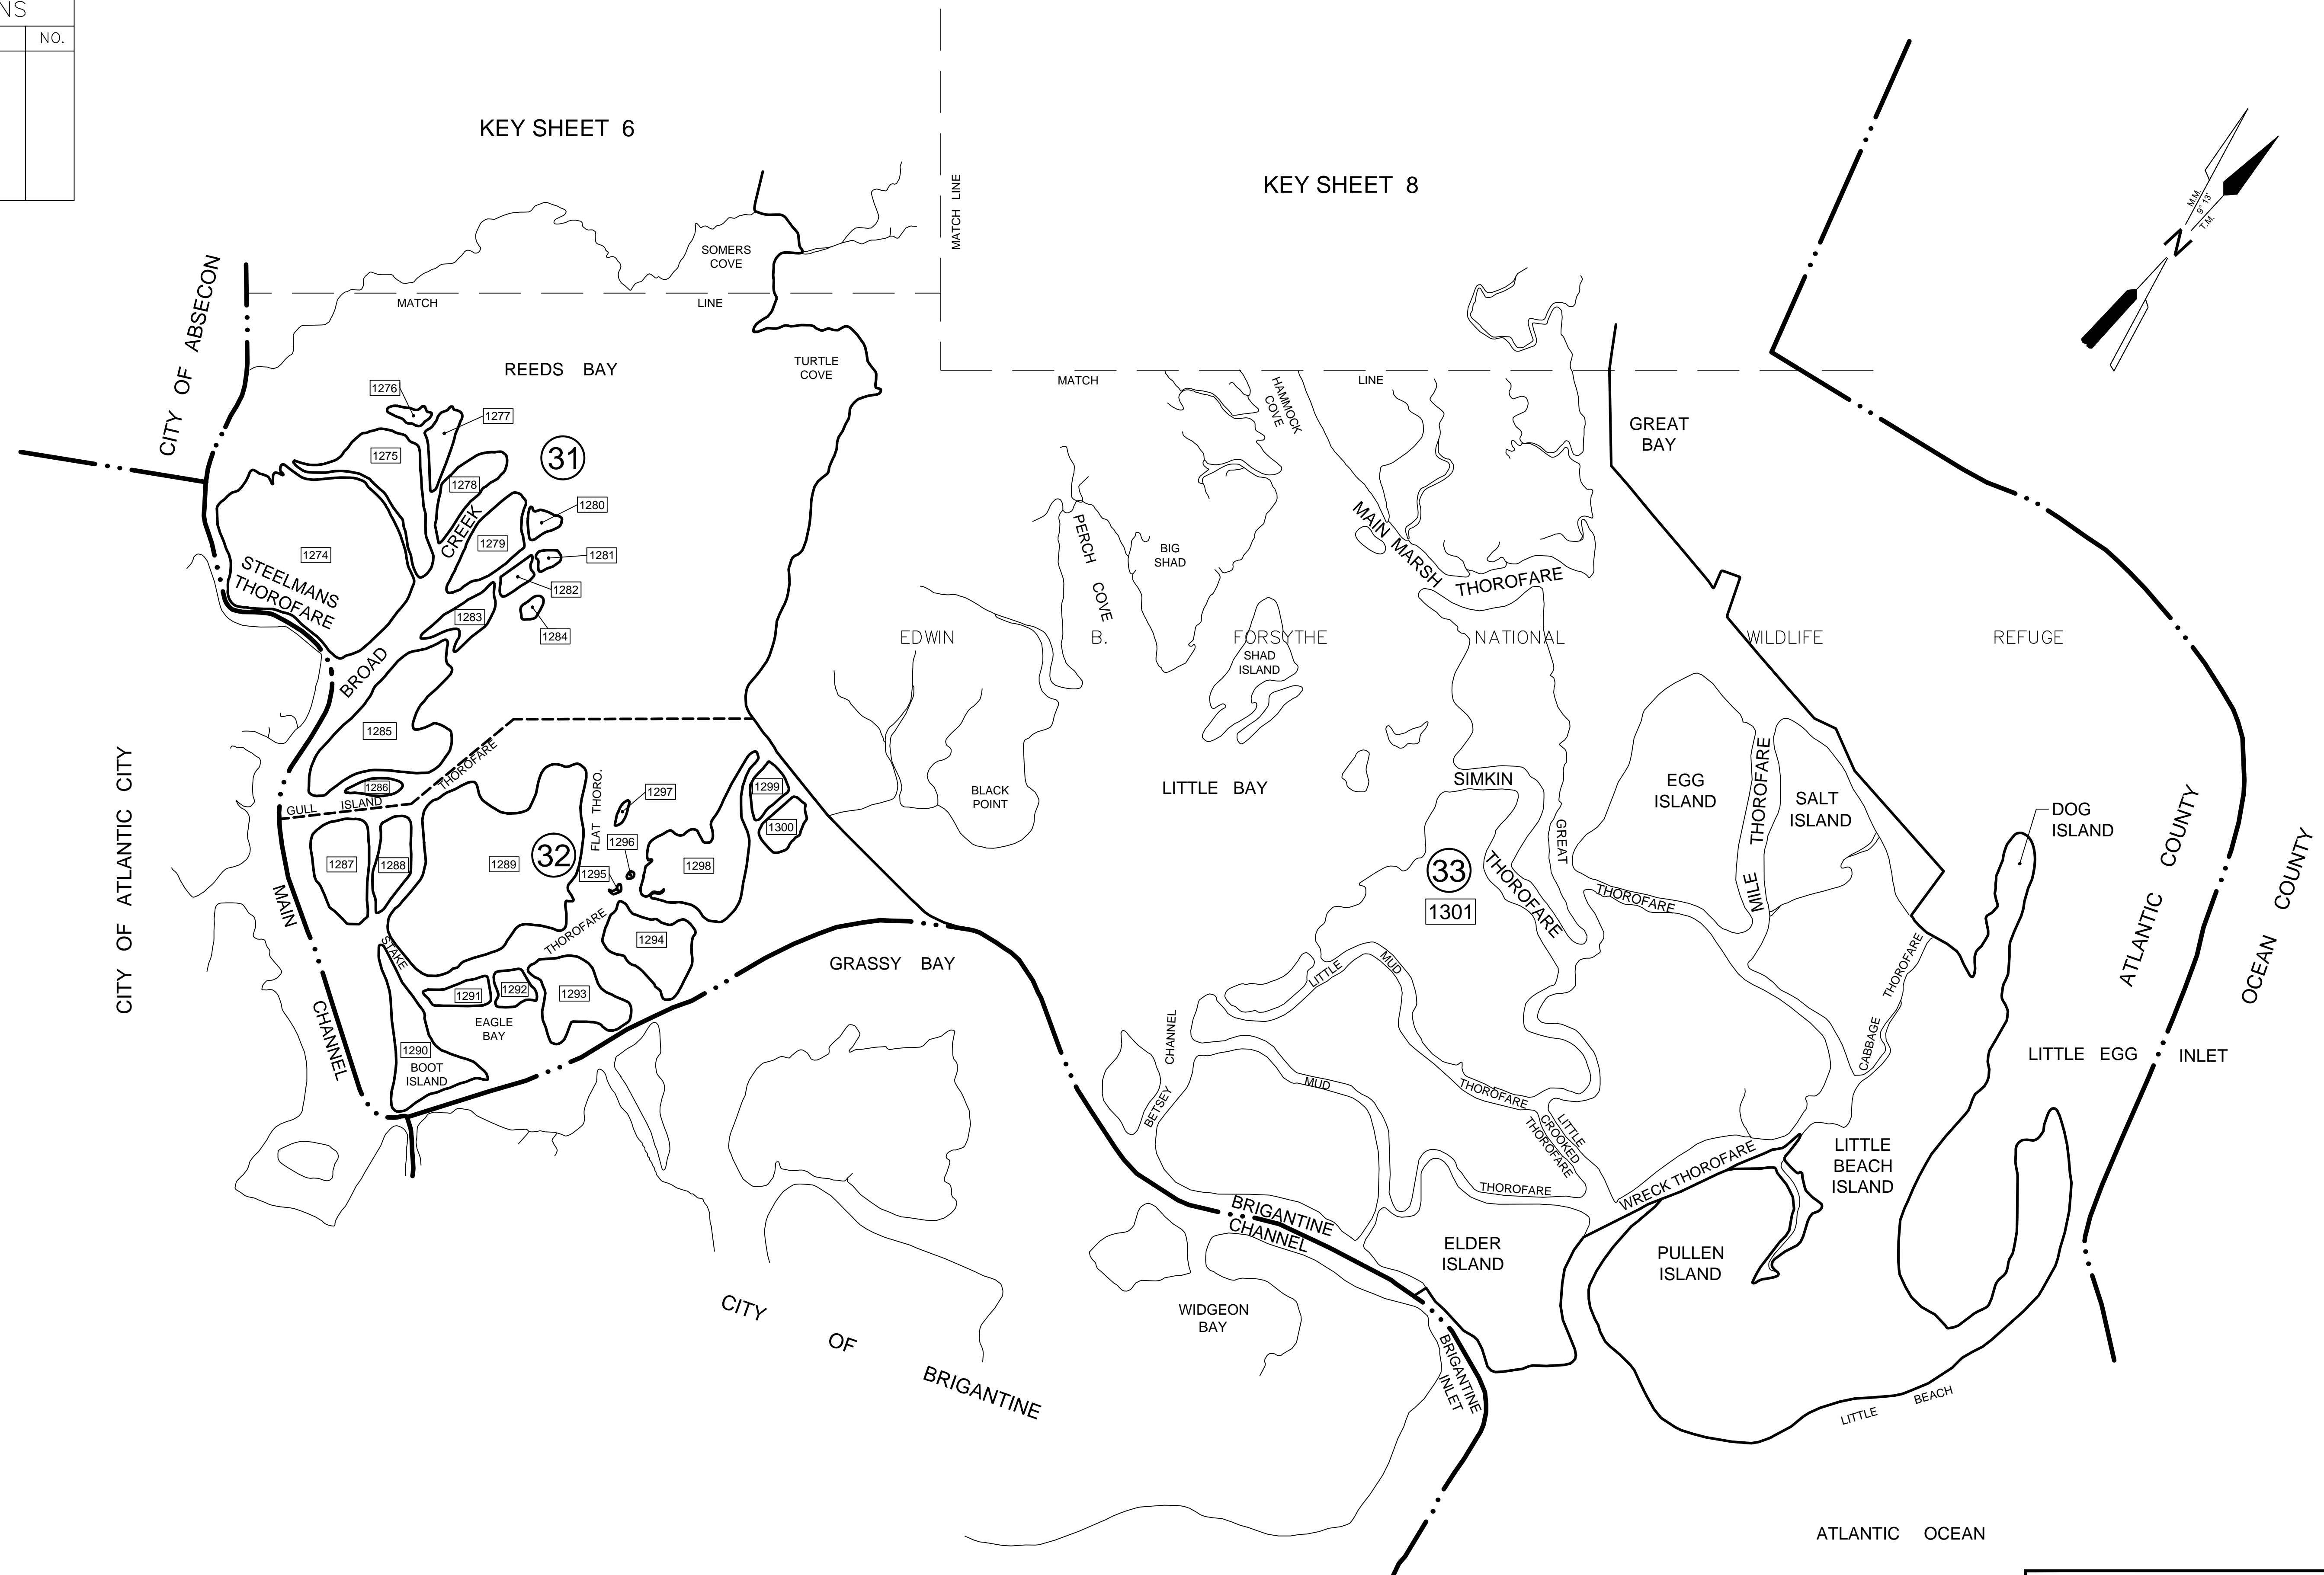 NS
NO.
KEY SHEET 6
KEY SHEET 8
MATCH LINE
M.M.
9° 13'
T.M.
N
SOMERS
COVE
MATCH LINE
CITY OF ABSECON
REEDS BAY
TURTLE
COVE
MATCH LINE
HAMMOCK
COVE
GREAT
BAY
1276
1277
1275
31
1278
1280
CREEK
1279
1281
1274
1282
STEELMANS
THOROFARE
1283
1284
BROAD
PERCH COVE
BIG
SHAD
MAIN MARSH THOROFARE
EDWIN B. FORSYTHE NATIONAL WILDLIFE REFUGE
SHAD
ISLAND
1285
THOROFARE
1286
GULL ISLAND
CITY OF ATLANTIC CITY
FLAT THORO.
1297
1299
1300
BLACK
POINT
LITTLE BAY
SIMKIN
THOROFARE
EGG
ISLAND
MILE THOROFARE
SALT
ISLAND
DOG
ISLAND
GREAT
THOROFARE
ATLANTIC COUNTY
OCEAN COUNTY
1287
1288
1289
32
1296
1295
1298
33
1301
MAIN
CHANNEL
STAKE
THOROFARE
1294
1291
1292
1293
EAGLE
BAY
GRASSY BAY
1290
BOOT
ISLAND
LITTLE MUD
THOROFARE
CHANNEL
BETSEY
MUD
THOROFARE
LITTLE
CROOKED
THOROFARE
CABBAGE THOROFARE
LITTLE EGG INLET
WRECK THOROFARE
LITTLE
BEACH
ISLAND
BRIGANTINE
CHANNEL
ELDER
ISLAND
PULLEN
ISLAND
WIDGEON
BAY
CITY OF BRIGANTINE
BRIGANTINE
INLET
LITTLE BEACH
ATLANTIC OCEAN